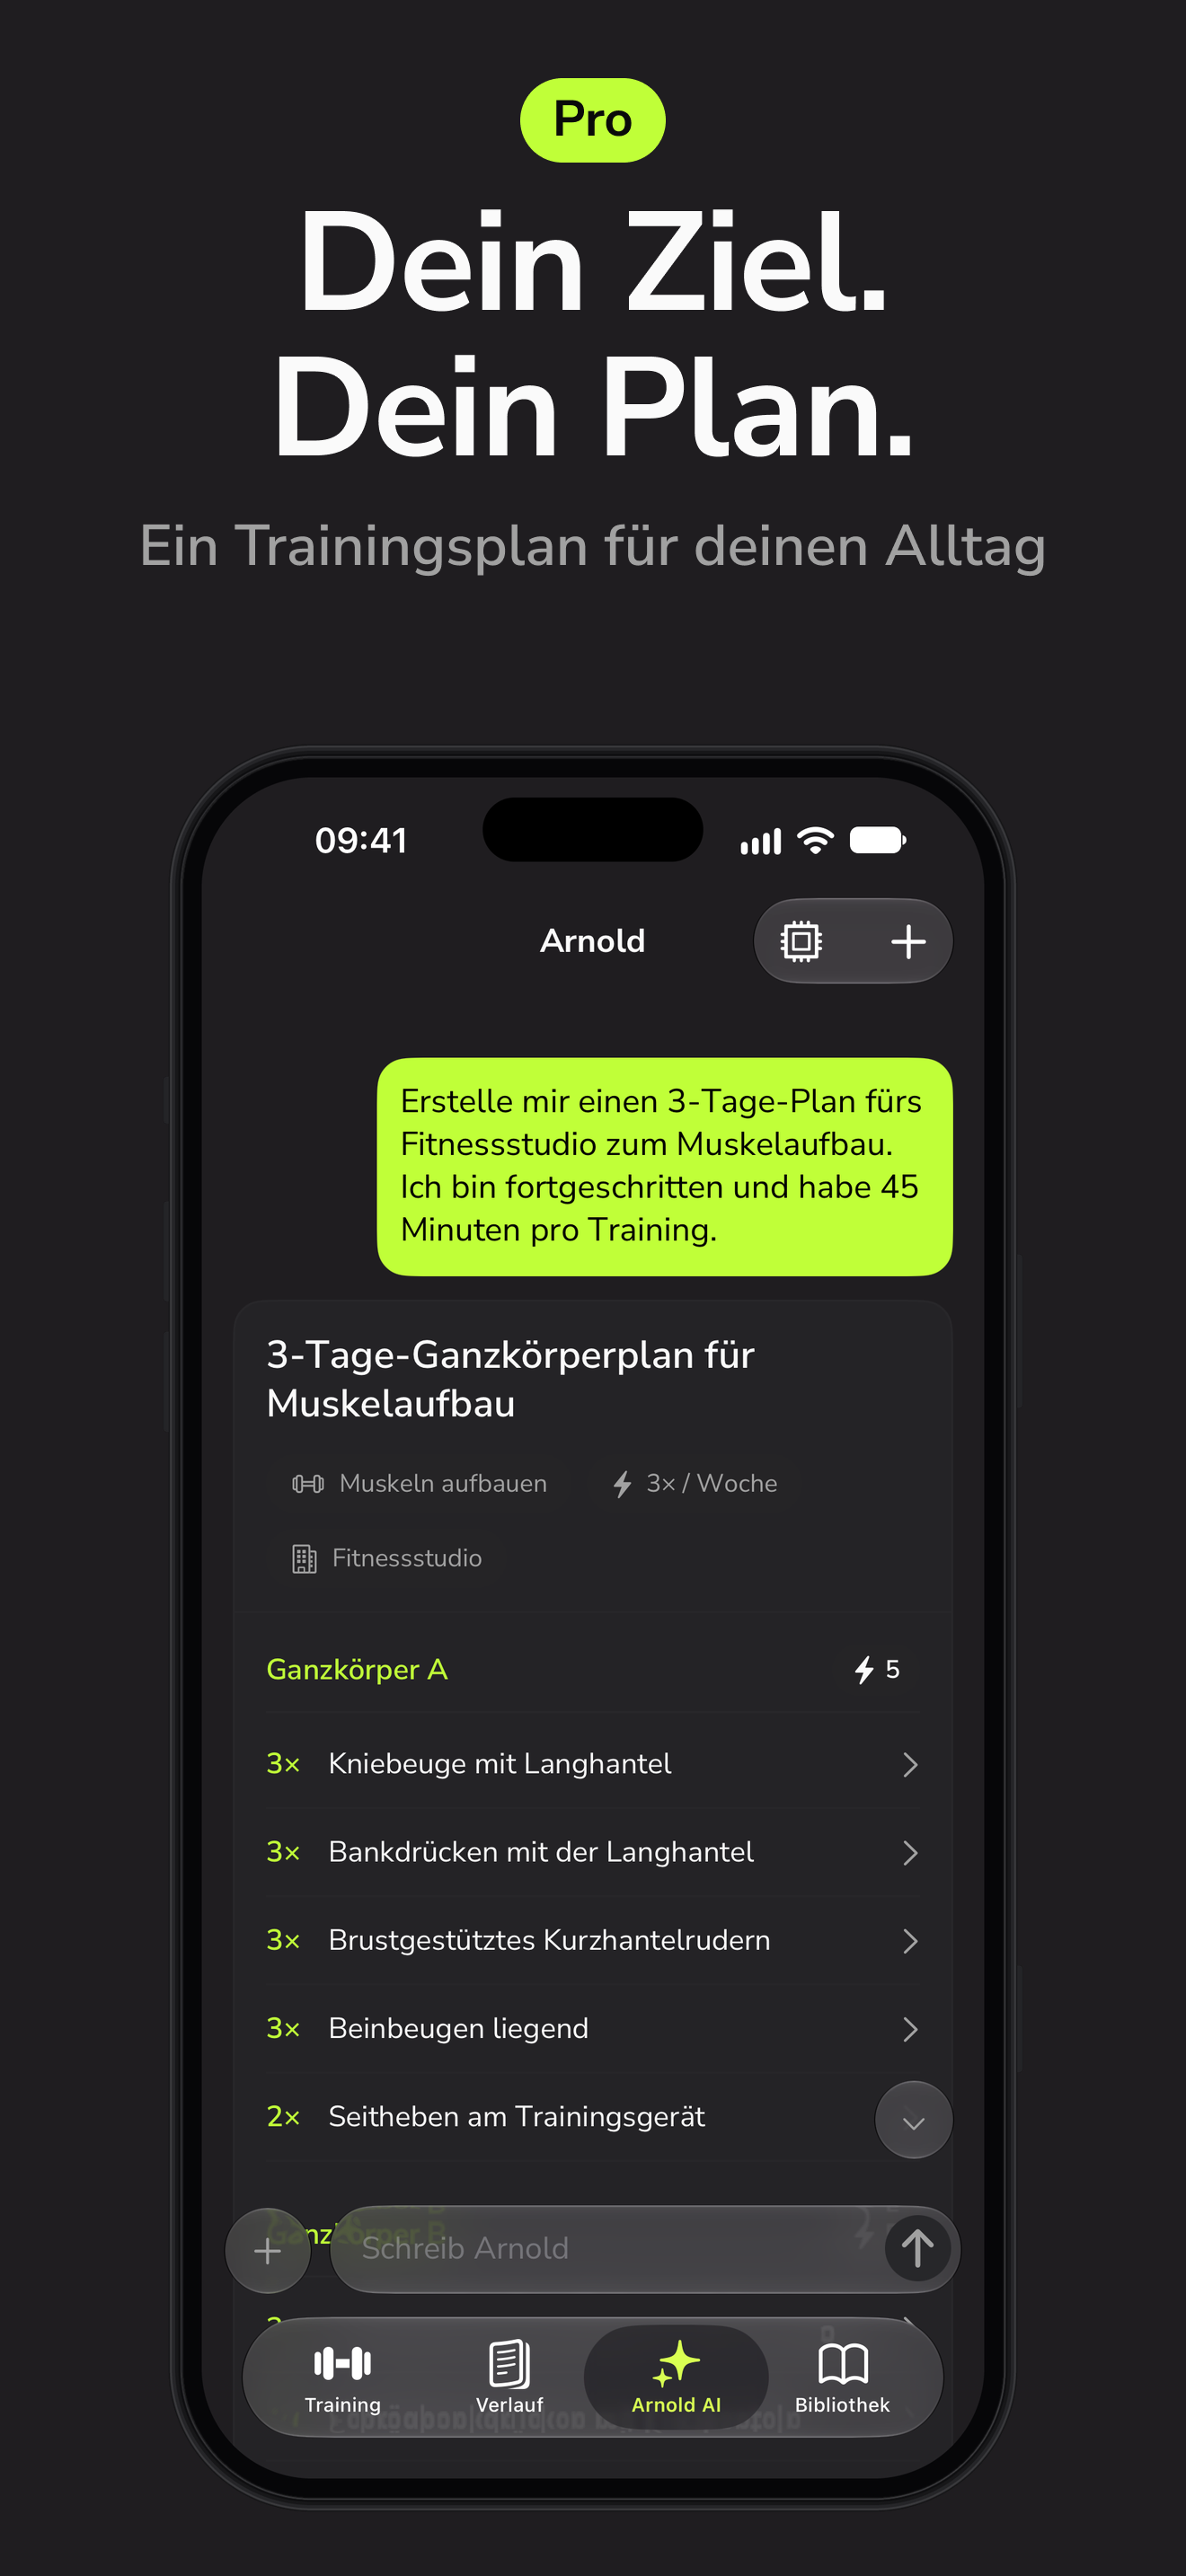 Pro
Dein Ziel.
Dein Plan.
Ein Trainingsplan für deinen Alltag
09:41
Arnold
Erstelle mir einen 3-Tage-Plan fürs
Fitnessstudio zum Muskelaufbau.
Ich bin fortgeschritten und habe 45
Minuten pro Training.
3-Tage-Ganzkörperplan für
Muskelaufbau
Muskeln aufbauen
3× / Woche
Fitnessstudio
Ganzkörper A
5
3× Kniebeuge mit Langhantel
3× Bankdrücken mit der Langhantel
3× Brustgestütztes Kurzhantelrudern
3× Beinbeugen liegend
2× Seitheben am Trainingsgerät
Ganzkörper B
Schreib Arnold
Training
Verlauf
Arnold AI
Bibliothek